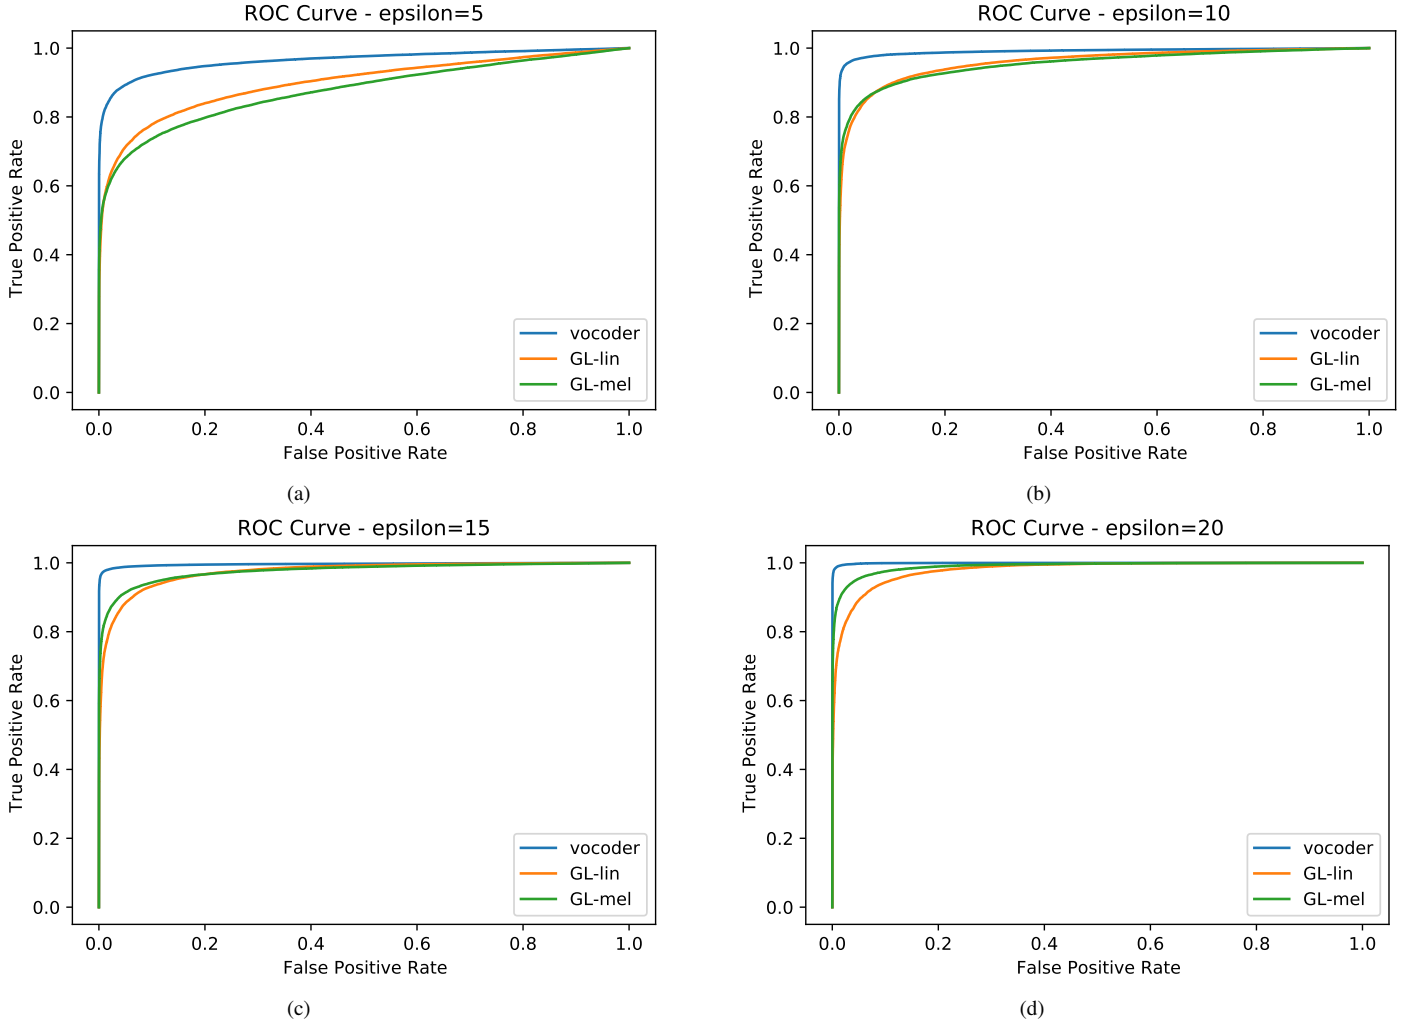 ROC Curve - epsilon=5
1.0
0.8
0.6
0.4
0.2
0.0
True Positive Rate
vocoder
GL-lin
GL-mel
0.0 0.2 0.4 0.6 0.8 1.0
False Positive Rate
(a)
ROC Curve - epsilon=10
1.0
0.8
0.6
0.4
0.2
0.0
True Positive Rate
vocoder
GL-lin
GL-mel
0.0 0.2 0.4 0.6 0.8 1.0
False Positive Rate
(b)
ROC Curve - epsilon=15
1.0
0.8
0.6
0.4
0.2
0.0
True Positive Rate
vocoder
GL-lin
GL-mel
0.0 0.2 0.4 0.6 0.8 1.0
False Positive Rate
(c)
ROC Curve - epsilon=20
1.0
0.8
0.6
0.4
0.2
0.0
True Positive Rate
vocoder
GL-lin
GL-mel
0.0 0.2 0.4 0.6 0.8 1.0
False Positive Rate
(d)